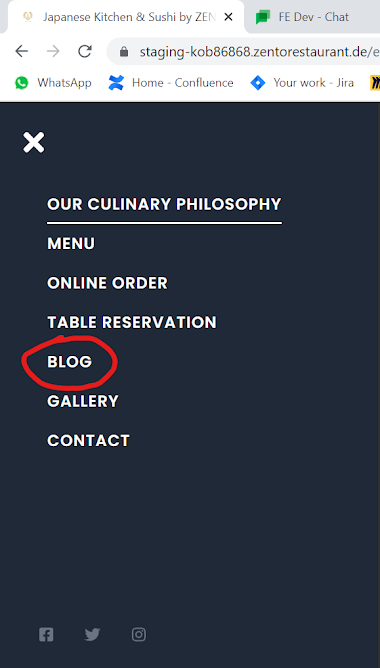 Japanese Kitchen & Sushi by ZEN
FE Dev - Chat
staging-kob86868.zentorestaurant.de/e
WhatsApp
Home - Confluence
Your work - Jira
OUR CULINARY PHILOSOPHY
MENU
ONLINE ORDER
TABLE RESERVATION
BLOG
GALLERY
CONTACT